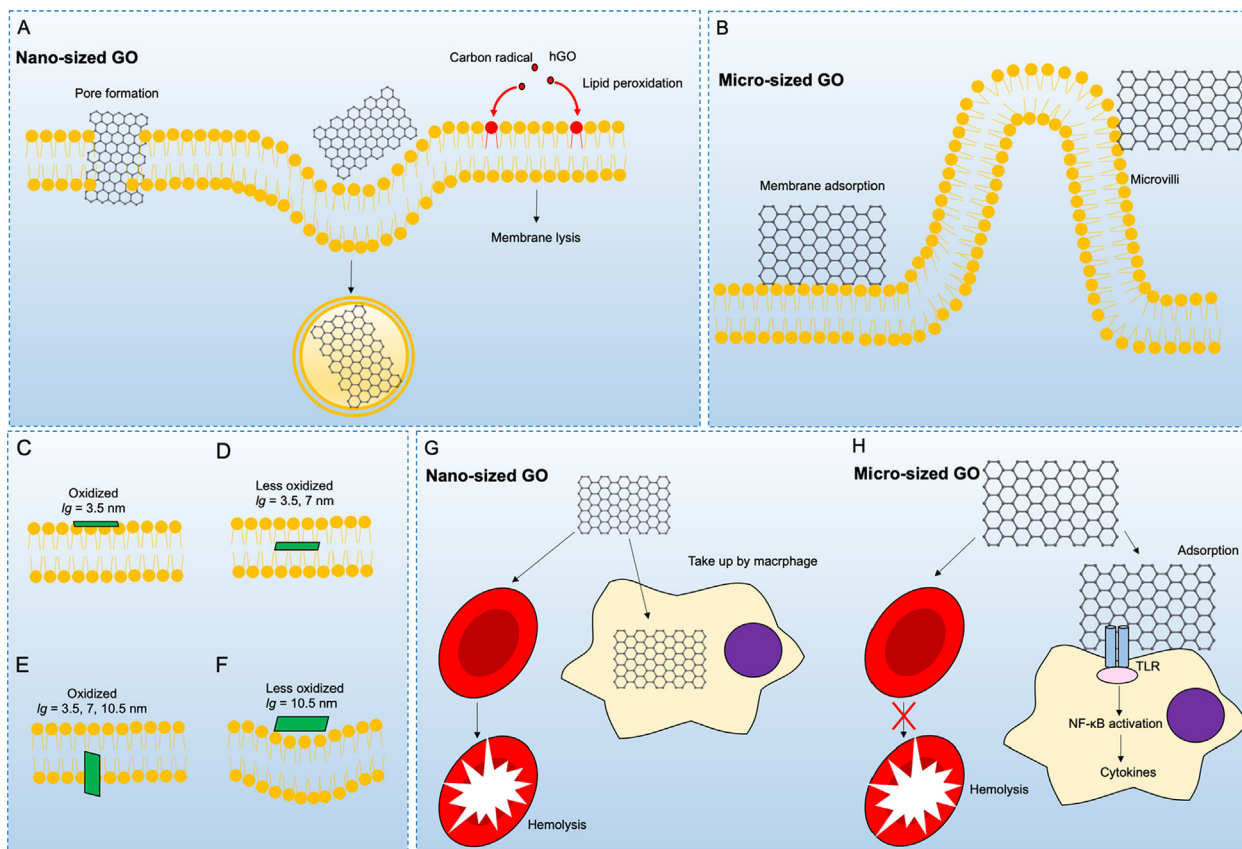 A
Nano-sized GO
Pore formation
Carbon radical
hGO
Lipid peroxidation
Membrane lysis
B
Micro-sized GO
Membrane adsorption
Microvilli
C
Oxidized
lg = 3.5 nm
D
Less oxidized
lg = 3.5, 7 nm
E
Oxidized
lg = 3.5, 7, 10.5 nm
F
Less oxidized
lg = 10.5 nm
G
Nano-sized GO
Take up by macrphage
Hemolysis
H
Micro-sized GO
Adsorption
TLR
NF-κB activation
Cytokines
Hemolysis